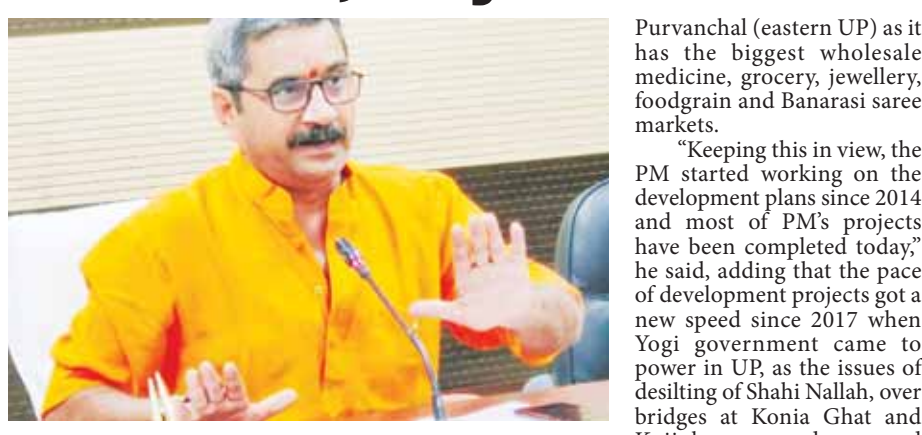 Purvanchal (eastern UP) as it
has the biggest wholesale
medicine, grocery, jewellery,
foodgrain and Banarasi saree
markets.
"Keeping this in view, the
PM started working on the
development plans since 2014
and most of PM's projects
have been completed today,"
he said, adding that the pace
of development projects got a
new speed since 2017 when
Yogi government came to
power in UP, as the issues of
desilting of Shahi Nallah, over
bridges at Konia Ghat and